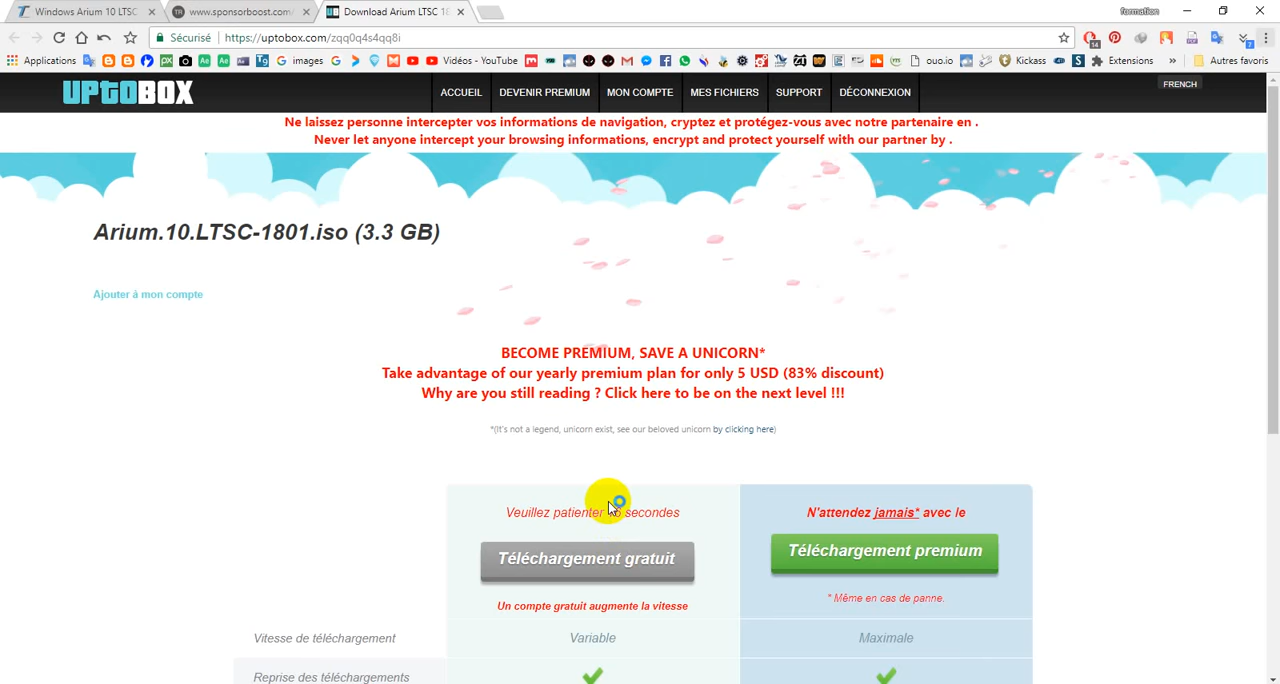 Windows Arium 10 LTSC
www.sponsorboost.com/
Download Arium LTSC 18
formation
Sécurisé
https://uptobox.com/zqq0q4s4qq8i
Applications
images
Vidéos - YouTube
ouo.io
Kickass
Extensions
Autres favoris
UPTOBOX
ACCUEIL
DEVENIR PREMIUM
MON COMPTE
MES FICHIERS
SUPPORT
DÉCONNEXION
FRENCH
Ne laissez personne intercepter vos informations de navigation, cryptez et protégez-vous avec notre partenaire en .
Never let anyone intercept your browsing informations, encrypt and protect yourself with our partner by .
Arium.10.LTSC-1801.iso (3.3 GB)
Ajouter à mon compte
BECOME PREMIUM, SAVE A UNICORN*
Take advantage of our yearly premium plan for only 5 USD (83% discount)
Why are you still reading ? Click here to be on the next level !!!
*(It's not a legend, unicorn exist, see our beloved unicorn by clicking here)
Veuillez patienter secondes
N'attendez jamais* avec le
Téléchargement gratuit
Téléchargement premium
Un compte gratuit augmente la vitesse
* Même en cas de panne.
Vitesse de téléchargement
Variable
Maximale
Reprise des téléchargements